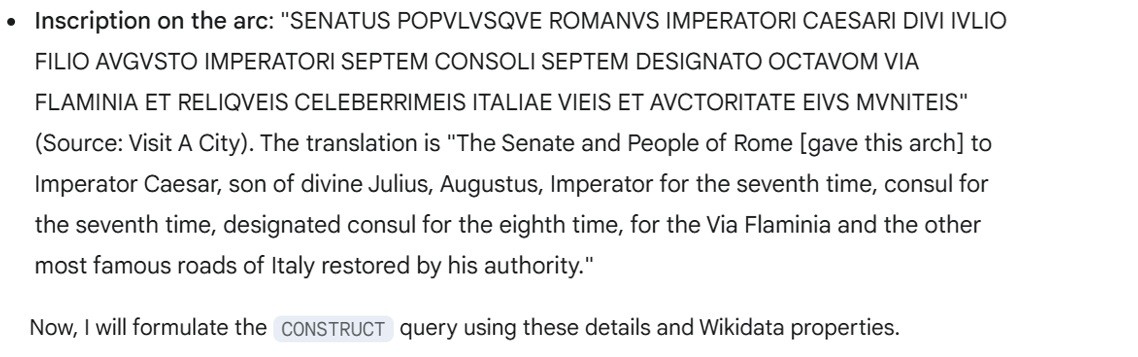 • Inscription on the arc: "SENATUS POPVLVSQVE ROMANVS IMPERATORI CAESARI DIVI IVLIO
FILIO AVGVSTO IMPERATORI SEPTEM CONSOLI SEPTEM DESIGNATO OCTAVOM VIA
FLAMINIA ET RELIQVEIS CELEBERRIMEIS ITALIAE VIEIS ET AVCTORITATE EIVS MVNITEIS"
(Source: Visit A City). The translation is "The Senate and People of Rome [gave this arch] to
Imperator Caesar, son of divine Julius, Augustus, Imperator for the seventh time, consul for
the seventh time, designated consul for the eighth time, for the Via Flaminia and the other
most famous roads of Italy restored by his authority."
Now, I will formulate the CONSTRUCT query using these details and Wikidata properties.